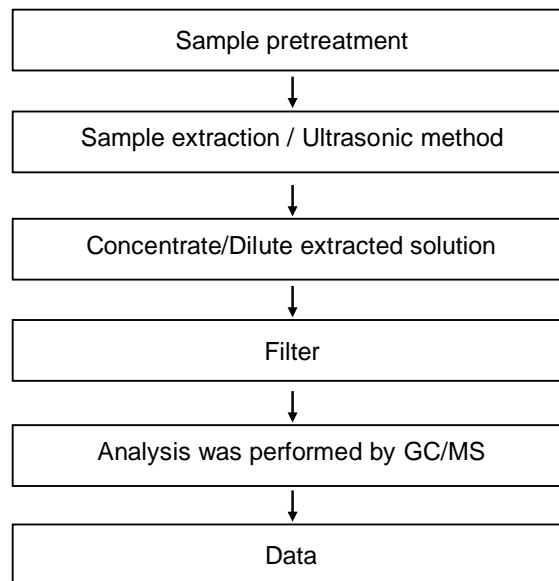 Sample pretreatment
Sample extraction / Ultrasonic method
Concentrate/Dilute extracted solution
Filter
Analysis was performed by GC/MS
Data